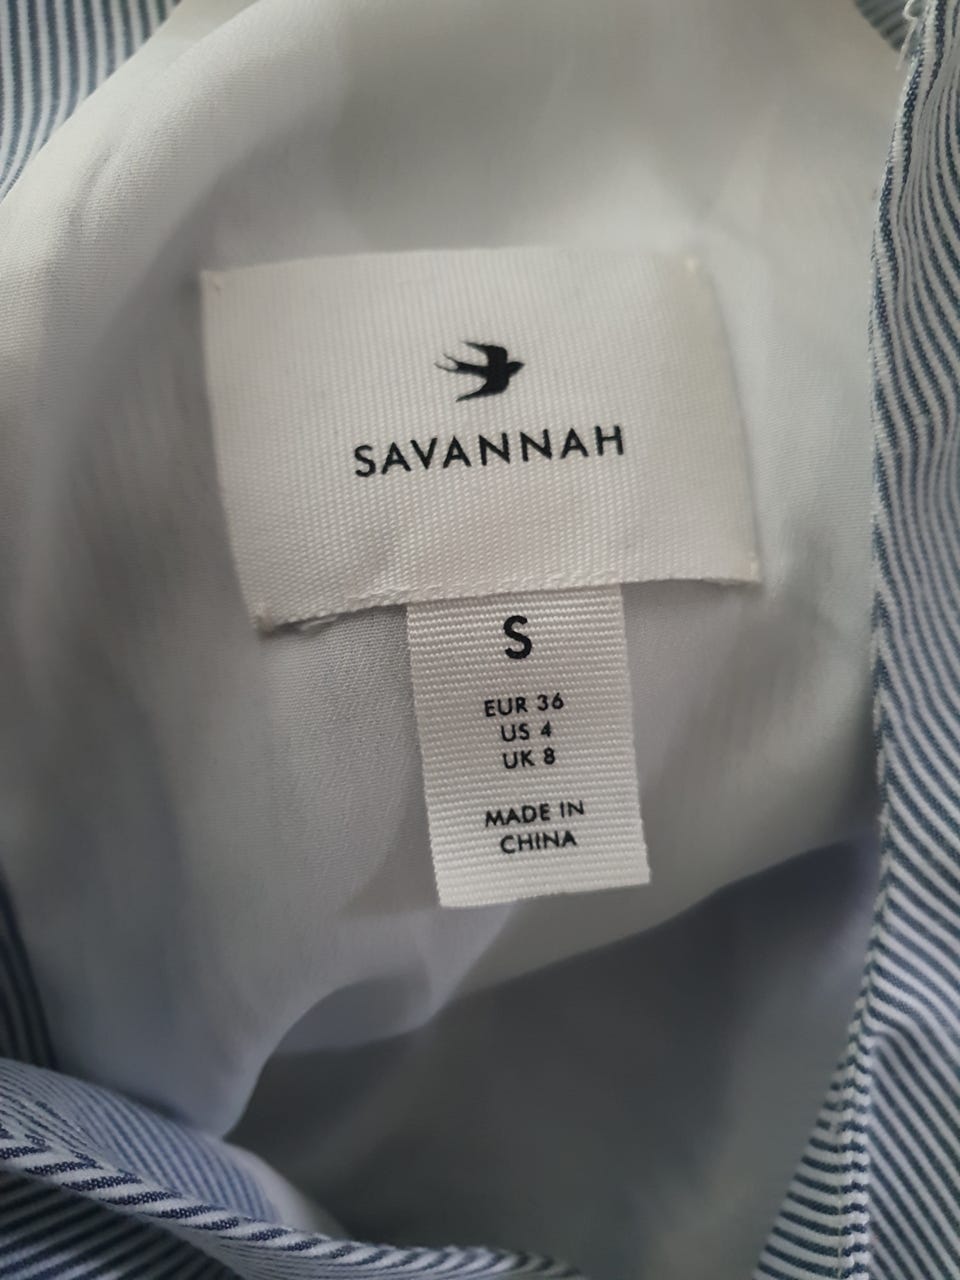 SAVANNAH
S
EUR 36
US 4
UK 8
MADE IN
CHINA